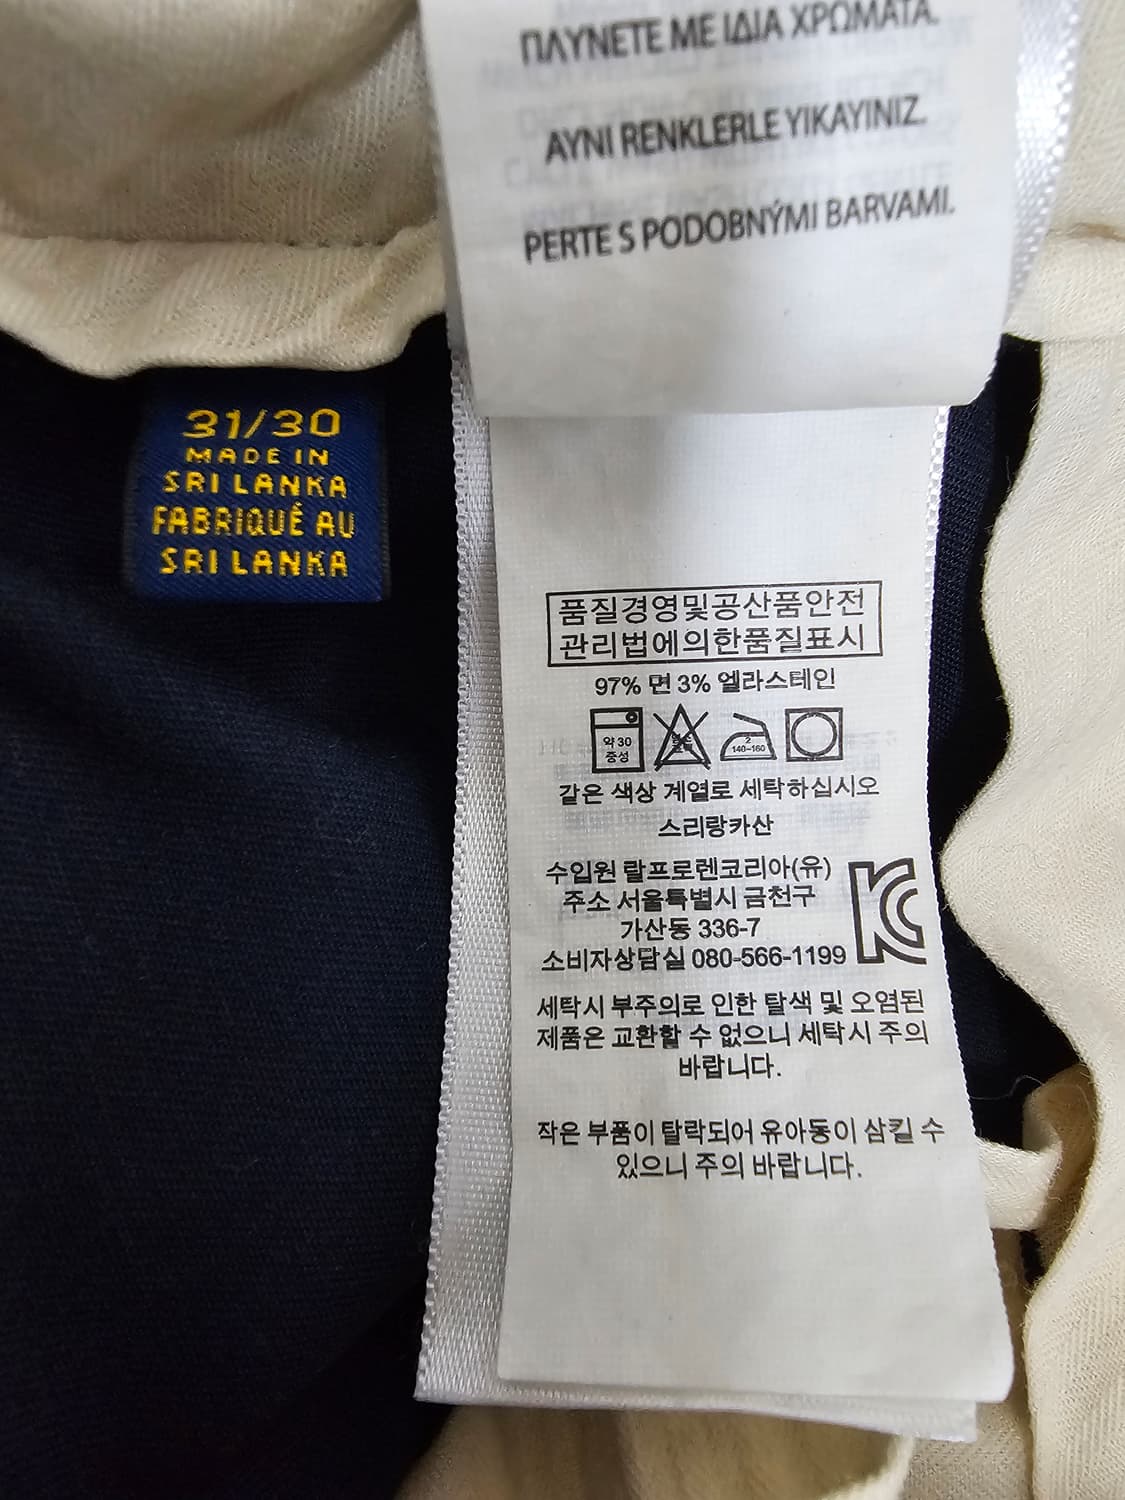 ΠΛΥΝΕΤΕ ΜΕ ΙΔΙΑ ΧΡΩΜΑΤΑ.
AYNI RENKLERLE YIKAYINIZ.
PERTE S PODOBNÝMI BARVAMI.
31/30
MADE IN
SRI LANKA
FABRIQUÉ AU
SRI LANKA
품질경영및공산품안전
관리법에의한품질표시
97% 면 3% 엘라스테인
약 30
중성
2
140~160
같은 색상 계열로 세탁하십시오
스리랑카산
수입원 랄프로렌코리아(유)
주소 서울특별시 금천구
가산동 336-7
소비자상담실 080-566-1199
세탁시 부주의로 인한 탈색 및 오염된
제품은 교환할 수 없으니 세탁시 주의
바랍니다.
작은 부품이 탈락되어 유아동이 삼킬 수
있으니 주의 바랍니다.